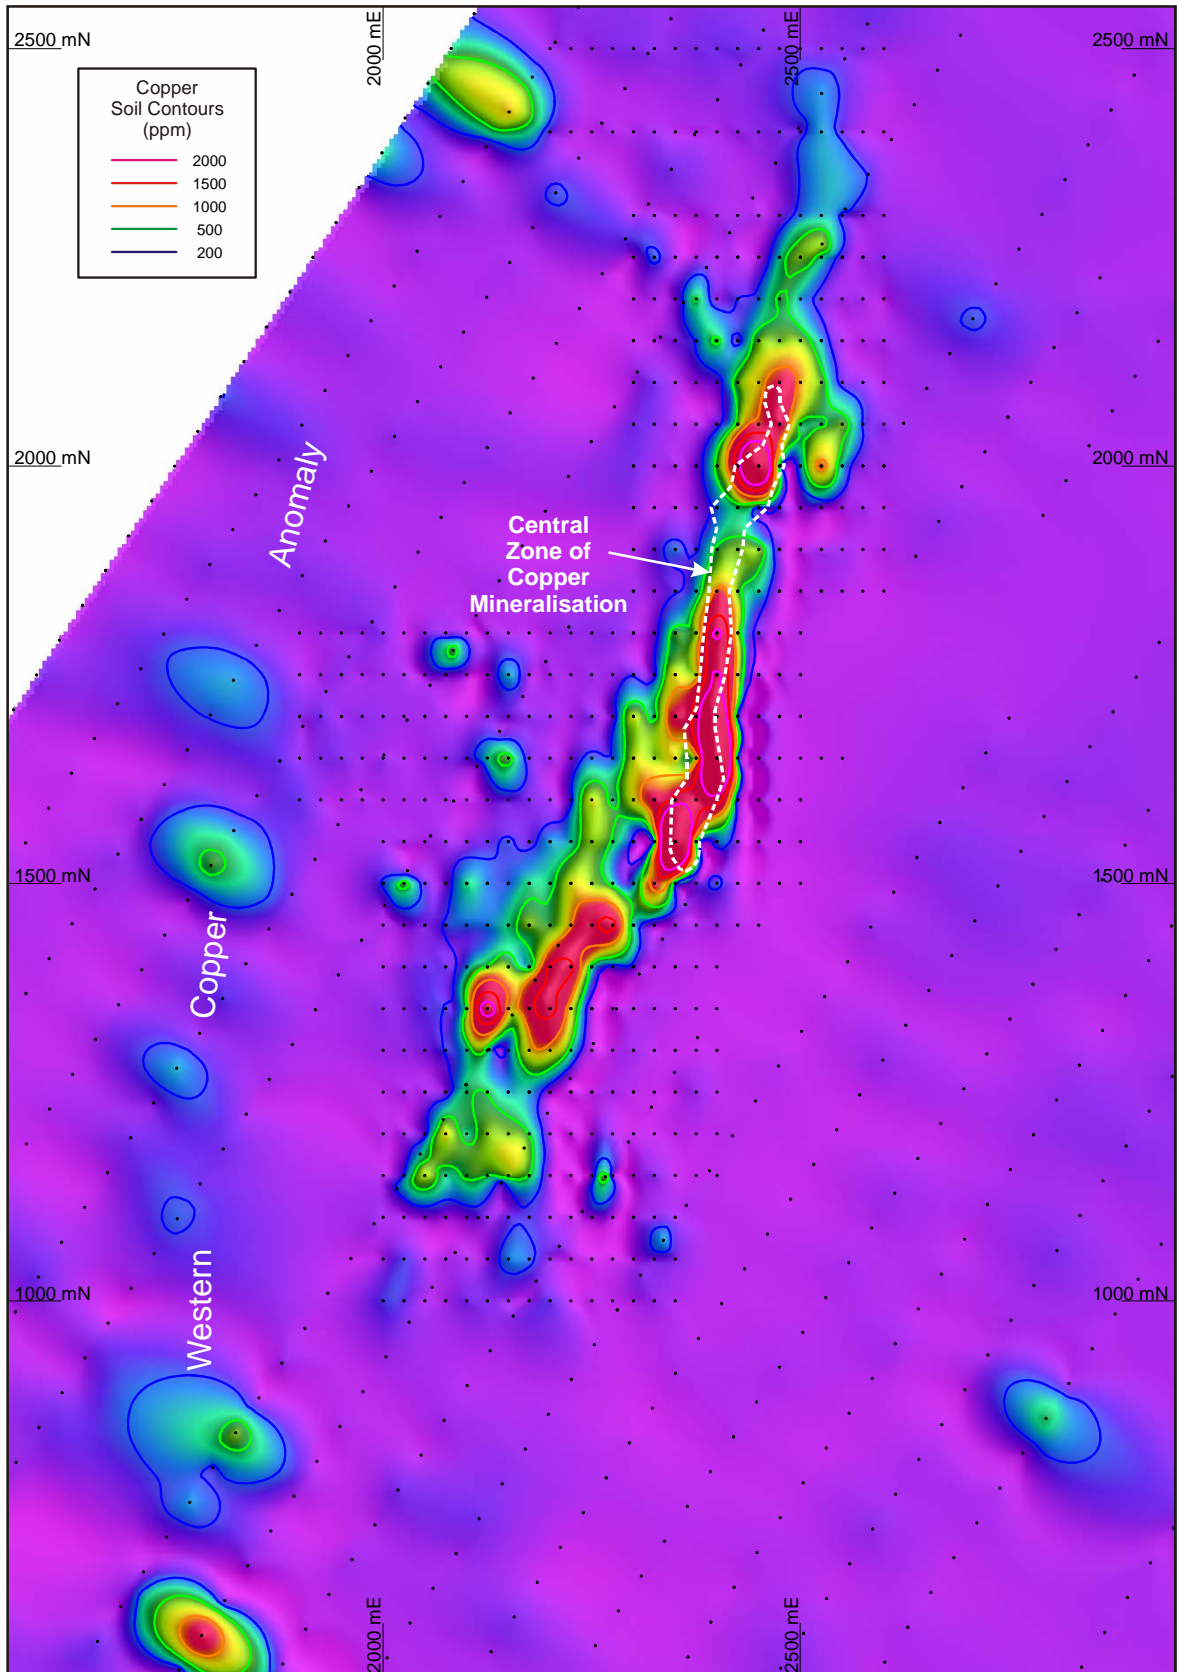 2500 mN
2000 mE
2500 mE
2500 mN
Copper
Soil Contours
(ppm)
2000
1500
1000
500
200
2000 mN
2000 mN
Anomaly
Central
Zone of
Copper
Mineralisation
1500 mN
1500 mN
Copper
Western
1000 mN
1000 mN
2000 mE
2500 mE